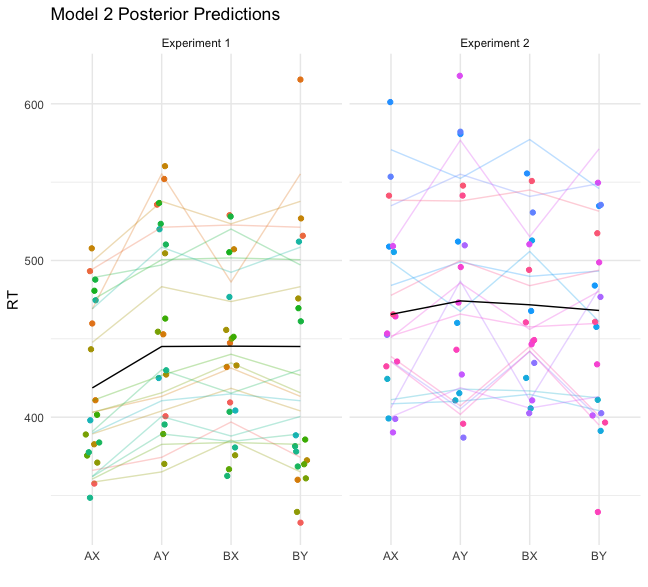 Model 2 Posterior Predictions
Experiment 1
Experiment 2
600
500
400
RT
AX AY BX BY
AX AY BX BY